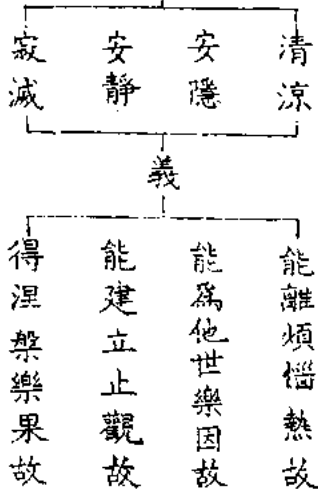 清涼
安隱
安靜
寂滅
義
能離煩惱熱故
能為他世樂因故
能建立止觀故
得涅槃樂果故